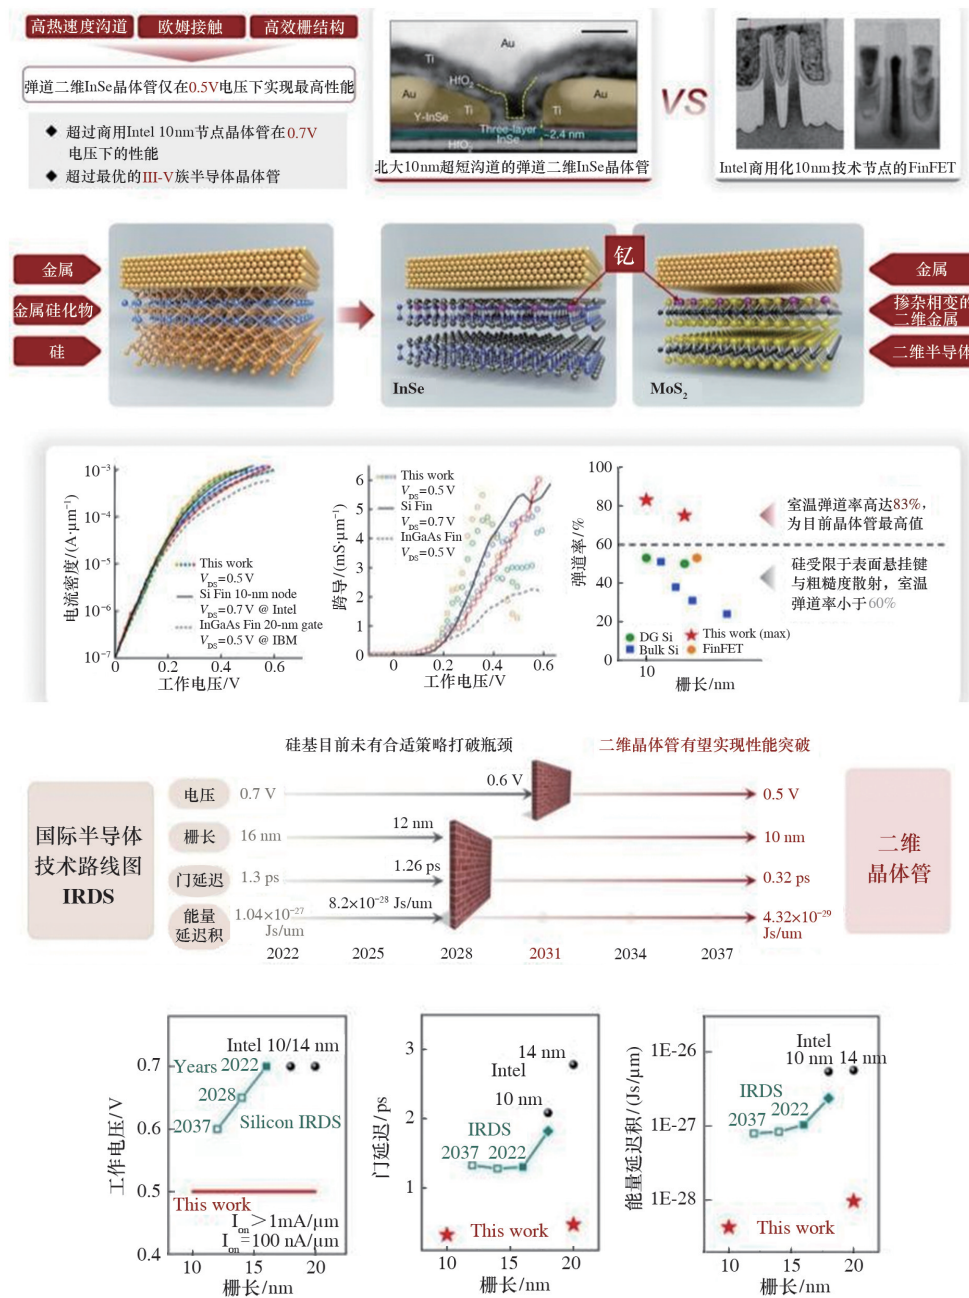 高热速度沟道
欧姆接触
高效栅结构
弹道二维InSe晶体管仅在0.5V电压下实现最高性能
◆ 超过商用Intel 10nm节点晶体管在0.7V
电压下的性能
◆ 超过最优的III-V族半导体晶体管
Au
Ti
HfO2
Au
Au
Ti
Ti
Y-InSe
Three-layer
InSe
~2.4 nm
HfO2
北大10nm超短沟道的弹道二维InSe晶体管
VS
Intel商用化10nm技术节点的FinFET
金属
金属硅化物
硅
钇
InSe
MoS2
金属
掺杂相变的
二维金属
二维半导体
电流密度/(A·μm⁻¹)
10⁻³
10⁻⁴
10⁻⁵
10⁻⁶
10⁻⁷
This work
VDS=0.5 V
Si Fin 10-nm node
VDS=0.7 V @ Intel
InGaAs Fin 20-nm gate
VDS=0.5 V @ IBM
0 0.2 0.4 0.6
工作电压/V
跨导/(mS·μm⁻¹)
6
5
4
3
2
1
0
This work
VDS=0.5 V
Si Fin
VDS=0.7 V
InGaAs Fin
VDS=0.5 V
0 0.2 0.4 0.6
工作电压/V
弹道率/%
100
80
60
40
20
0
DG Si
This work (max)
Bulk Si
FinFET
10
栅长/nm
室温弹道率高达83%，
为目前晶体管最高值
硅受限于表面悬挂键
与粗糙度散射，室温
弹道率小于60%
硅基目前未有合适策略打破瓶颈
二维晶体管有望实现性能突破
国际半导体
技术路线图
IRDS
电压 0.7 V 0.6 V 0.5 V
栅长 16 nm 12 nm 10 nm
门延迟 1.3 ps 1.26 ps 0.32 ps
能量
延迟积
1.04×10⁻²⁷
Js/um
8.2×10⁻²⁸ Js/um
4.32×10⁻²⁹
Js/um
2022 2025 2028 2031 2034 2037
二维
晶体管
工作电压/V
0.7
0.6
0.5
0.4
Intel 10/14 nm
Years 2022
2028
2037
Silicon IRDS
This work
Ion>1mA/μm
Ion=100 nA/μm
10 15 20
栅长/nm
门延迟/ps
3
2
1
14 nm
Intel
10 nm
IRDS
2037
2022
This work
10 15 20
栅长/nm
能量延迟积/(Js/μm)
1E-26
1E-27
1E-28
Intel
10 nm
14 nm
IRDS
2022
2037
This work
10 15 20
栅长/nm